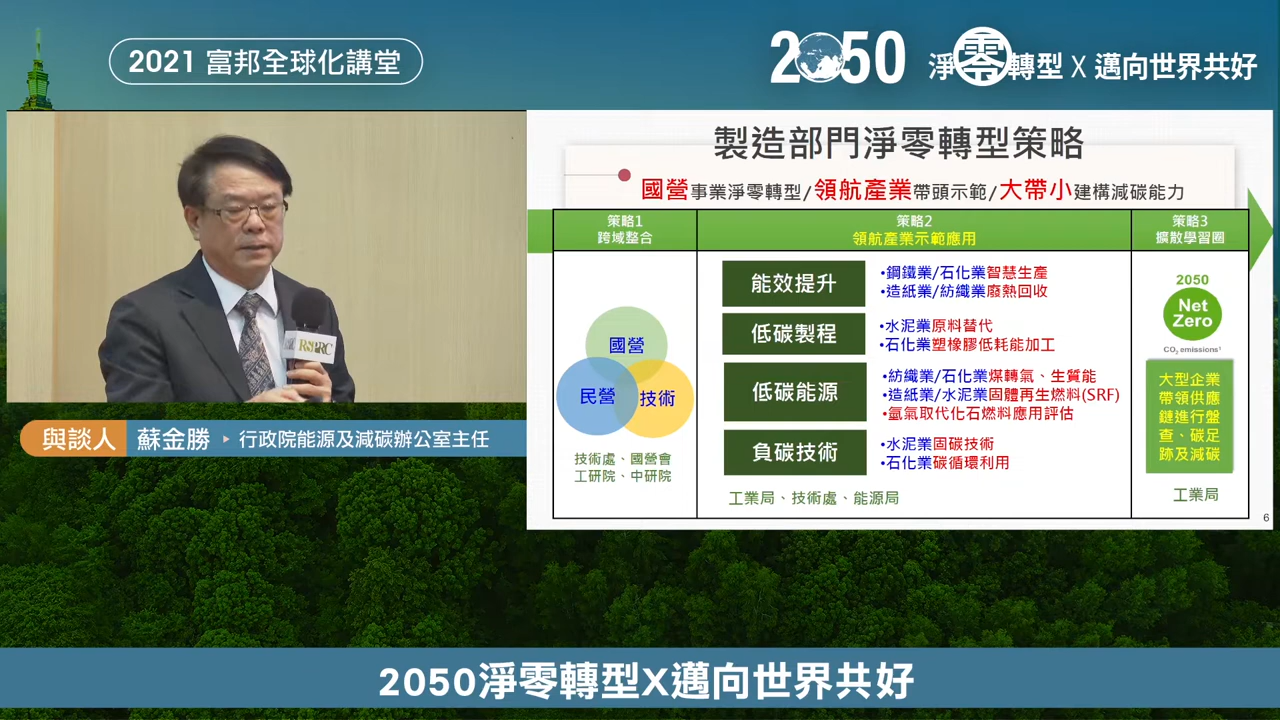 2021 富邦全球化講堂
2050 淨零轉型 X 邁向世界共好
製造部門淨零轉型策略
國營事業淨零轉型/領航產業帶頭示範/大帶小建構減碳能力
策略1
跨域整合
策略2
領航產業示範應用
策略3
擴散學習圈
國營
民營
技術
技術處、國營會
工研院、中研院
能效提升
•鋼鐵業/石化業智慧生產
•造紙業/紡織業廢熱回收
低碳製程
•水泥業原料替代
•石化業塑橡膠低耗能加工
低碳能源
•紡織業/石化業煤轉氣、生質能
•造紙業/水泥業固體再生燃料(SRF)
•氫氣取代化石燃料應用評估
負碳技術
•水泥業固碳技術
•石化業碳循環利用
工業局、技術處、能源局
2050
Net
Zero
CO₂ emissions¹
大型企業
帶領供應
鏈進行盤
查、碳足
跡及減碳
工業局
6
RSPRC
與談人 蘇金勝 ▸ 行政院能源及減碳辦公室主任
2050淨零轉型X邁向世界共好